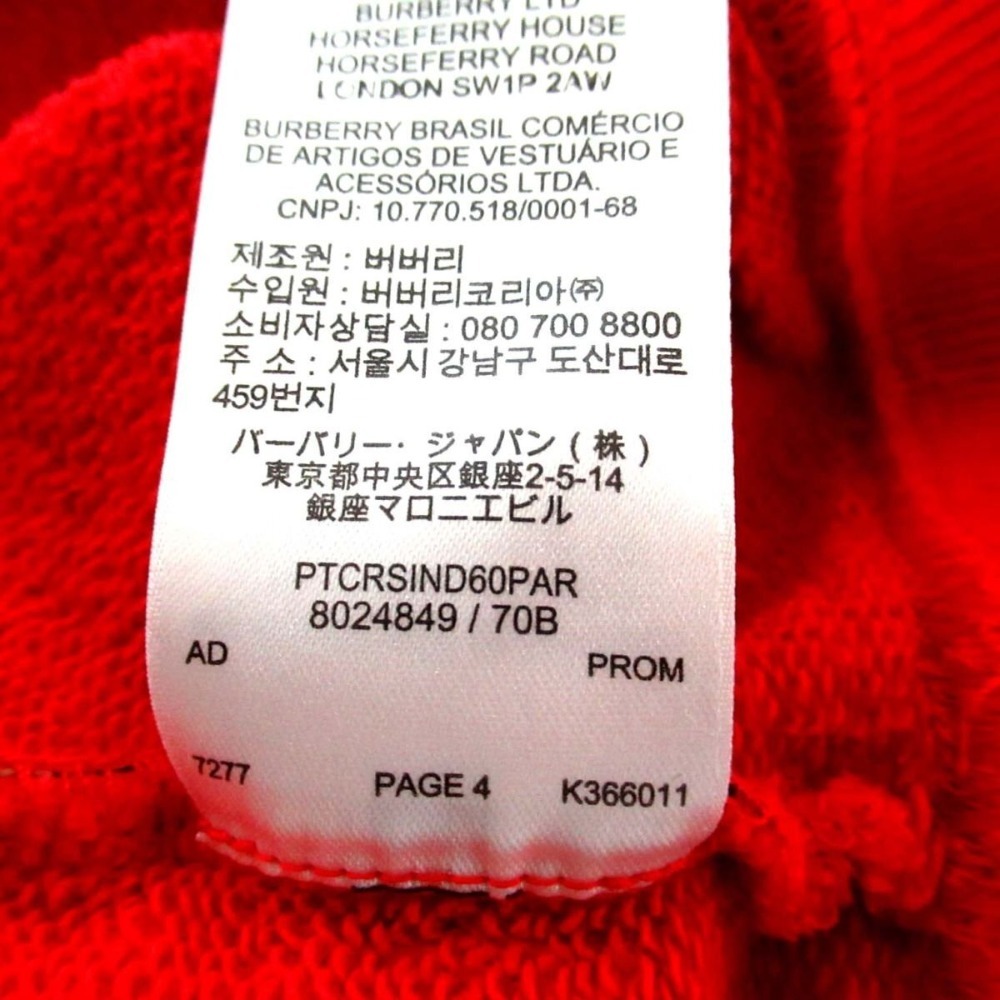 BURBERRY LTD
HORSEFERRY HOUSE
HORSEFERRY ROAD
LONDON SW1P 2AW
BURBERRY BRASIL COMÉRCIO
DE ARTIGOS DE VESTUÁRIO E
ACESSÓRIOS LTDA.
CNPJ: 10.770.518/0001-68
제조원 : 버버리
수입원 : 버버리코리아㈜
소비자상담실 : 080 700 8800
주 소 : 서울시 강남구 도산대로
459번지
バーバリー・ジャパン ( 株 )
東京都中央区銀座2-5-14
銀座マロニエビル
PTCRSIND60PAR
8024849 / 70B
AD PROM
7277 PAGE 4 K366011